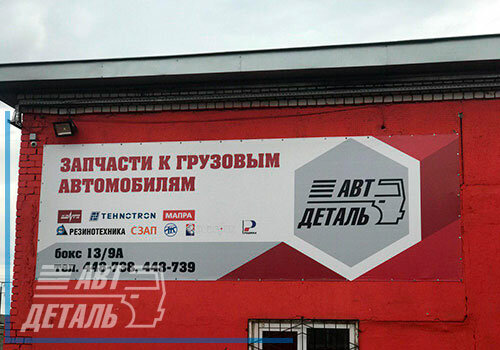 ЗАПЧАСТИ К ГРУЗОВЫМ
АВТОМОБИЛЯМ
TEHNOTRON МАПРА
РЕЗИНОТЕХНИКА СЗАП
бокс 13/9А
тел. 443-738, 443-739
АВТ
ДЕТАЛЬ
АВТ
ДЕТАЛЬ